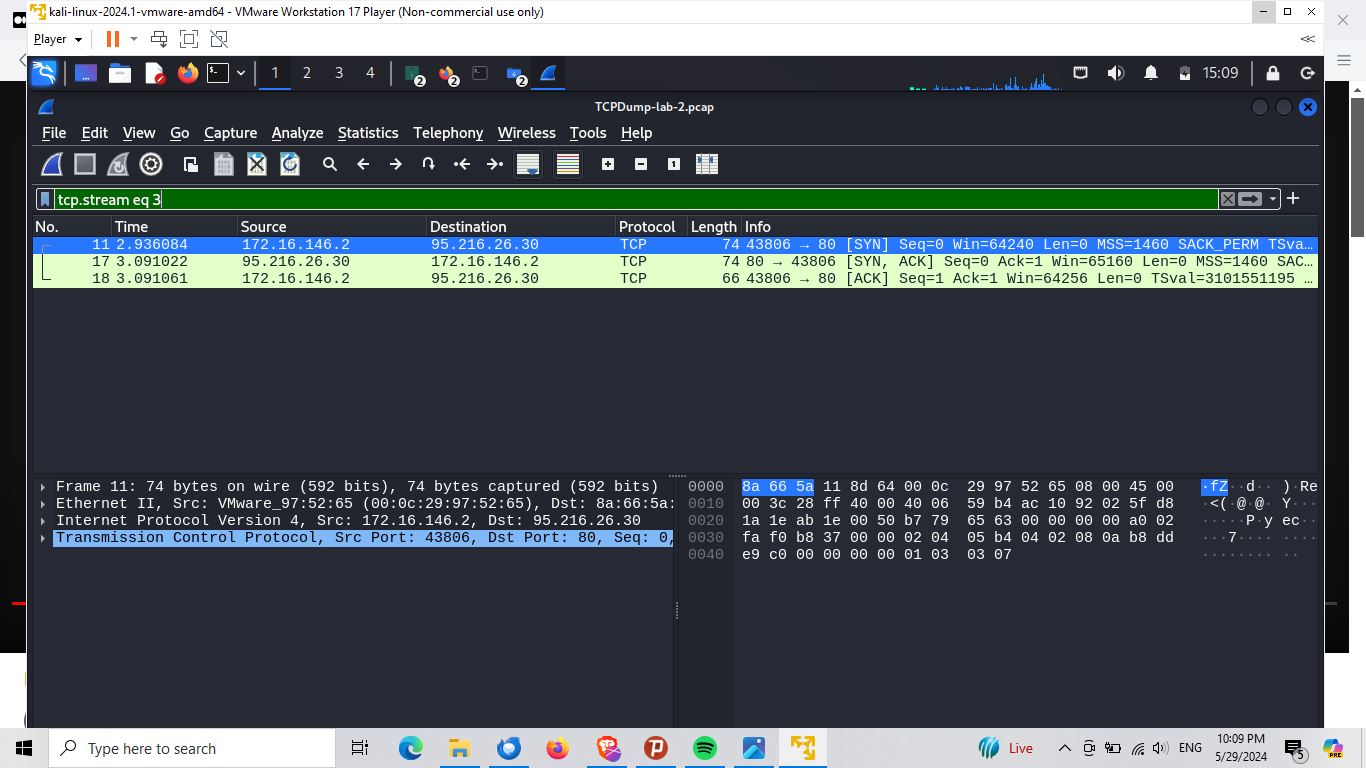 kali-linux-2024.1-vmware-amd64 - VMware Workstation 17 Player (Non-commercial use only)
Player
1 2 3 4 2 2 2 15:09
TCPDump-lab-2.pcap
File Edit View Go Capture Analyze Statistics Telephony Wireless Tools Help
tcp.stream eq 3
No. Time Source Destination Protocol Length Info
11 2.936084 172.16.146.2 95.216.26.30 TCP 74 43806 → 80 [SYN] Seq=0 Win=64240 Len=0 MSS=1460 SACK_PERM TSva…
17 3.091022 95.216.26.30 172.16.146.2 TCP 74 80 → 43806 [SYN, ACK] Seq=0 Ack=1 Win=65160 Len=0 MSS=1460 SAC…
18 3.091061 172.16.146.2 95.216.26.30 TCP 66 43806 → 80 [ACK] Seq=1 Ack=1 Win=64256 Len=0 TSval=3101551195 …
Frame 11: 74 bytes on wire (592 bits), 74 bytes captured (592 bits)
Ethernet II, Src: VMware_97:52:65 (00:0c:29:97:52:65), Dst: 8a:66:5a:
Internet Protocol Version 4, Src: 172.16.146.2, Dst: 95.216.26.30
Transmission Control Protocol, Src Port: 43806, Dst Port: 80, Seq: 0,
0000 8a 66 5a 11 8d 64 00 0c 29 97 52 65 08 00 45 00 ·fZ··d·· )·Re
0010 00 3c 28 ff 40 00 40 06 59 b4 ac 10 92 02 5f d8 ·<(·@·@· Y···
0020 1a 1e ab 1e 00 50 b7 79 65 63 00 00 00 00 a0 02 ·····P·y ec··
0030 fa f0 b8 37 00 00 02 04 05 b4 04 02 08 0a b8 dd ···7···· ····
0040 e9 c0 00 00 00 00 01 03 03 07 ········ ··
Type here to search
Live
ENG
10:09 PM
5/29/2024
5
PRE